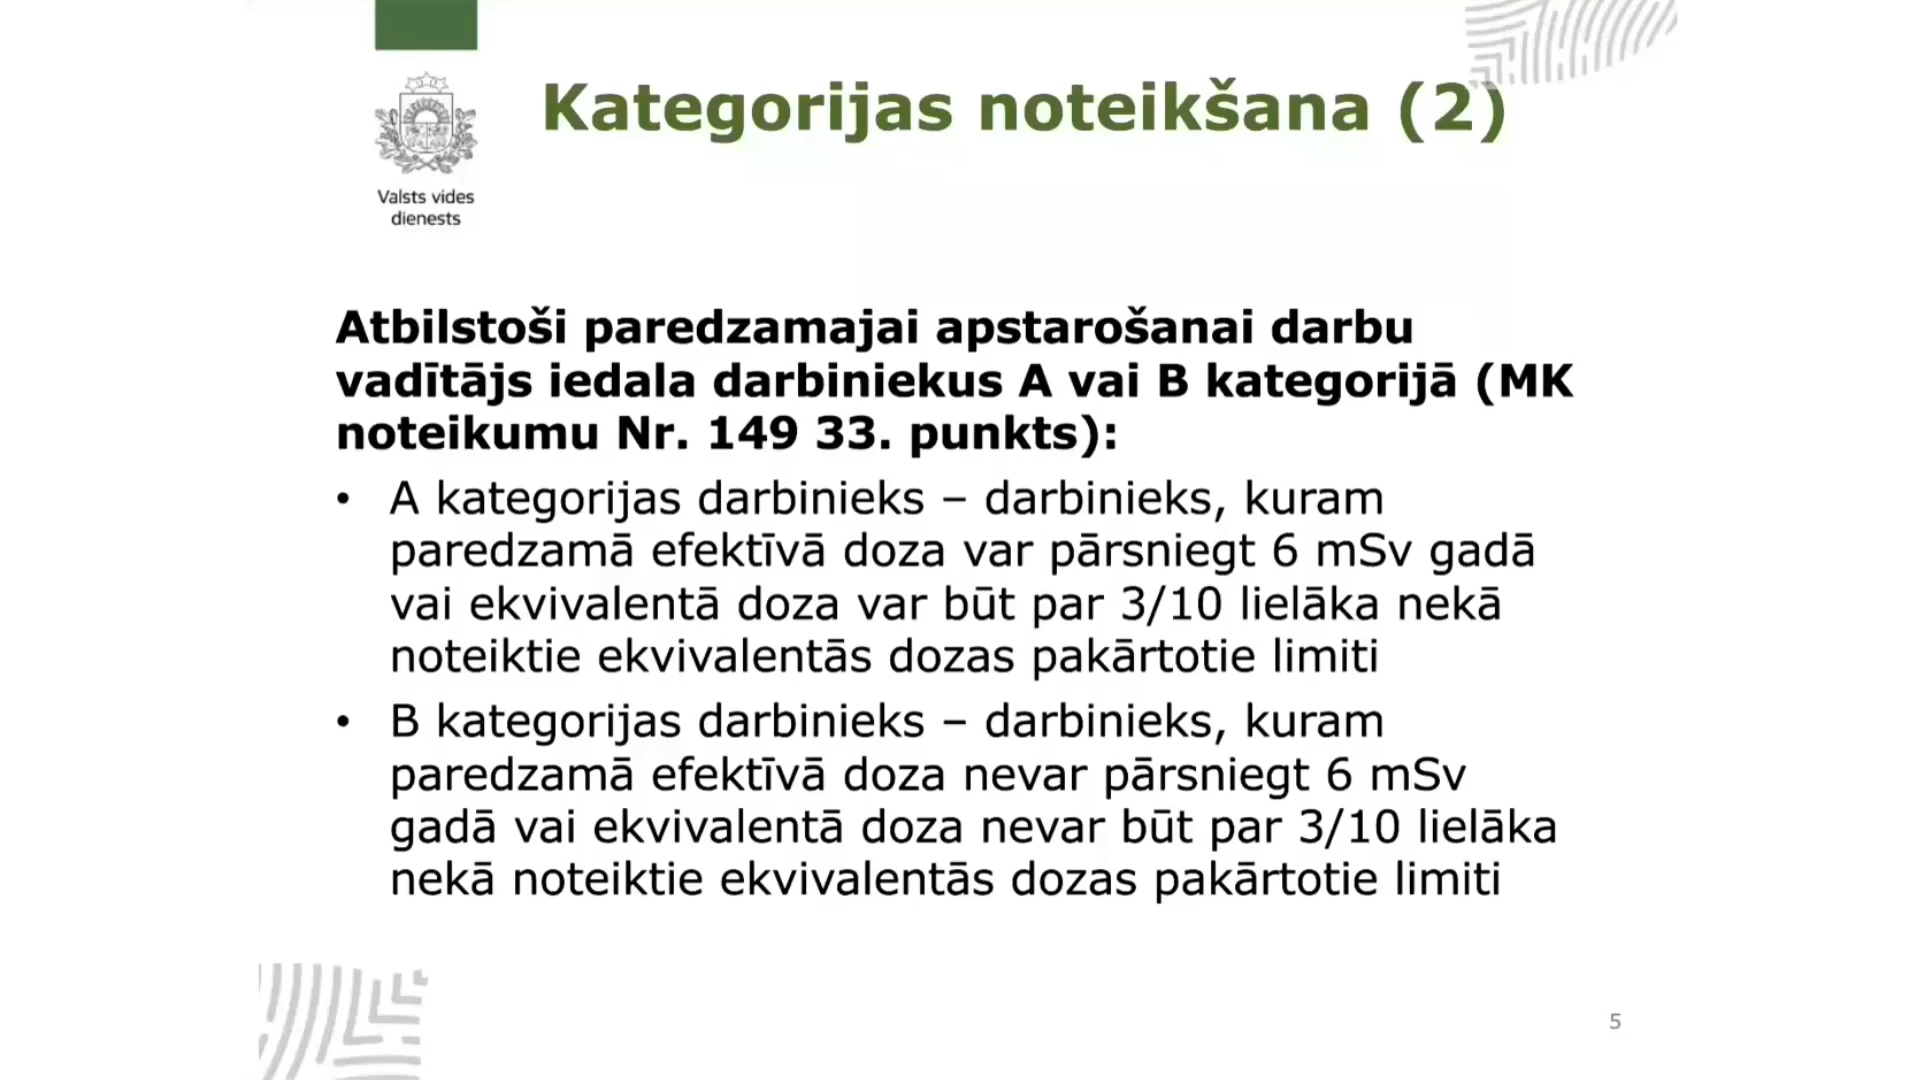 Kategorijas noteikšana (2)
Valsts vides
dienests
Atbilstoši paredzamajai apstarošanai darbu
vadītājs iedala darbiniekus A vai B kategorijā (MK
noteikumu Nr. 149 33. punkts):
• A kategorijas darbinieks – darbinieks, kuram
paredzamā efektīvā doza var pārsniegt 6 mSv gadā
vai ekvivalentā doza var būt par 3/10 lielāka nekā
noteiktie ekvivalentās dozas pakārtotie limiti
• B kategorijas darbinieks – darbinieks, kuram
paredzamā efektīvā doza nevar pārsniegt 6 mSv
gadā vai ekvivalentā doza nevar būt par 3/10 lielāka
nekā noteiktie ekvivalentās dozas pakārtotie limiti
5